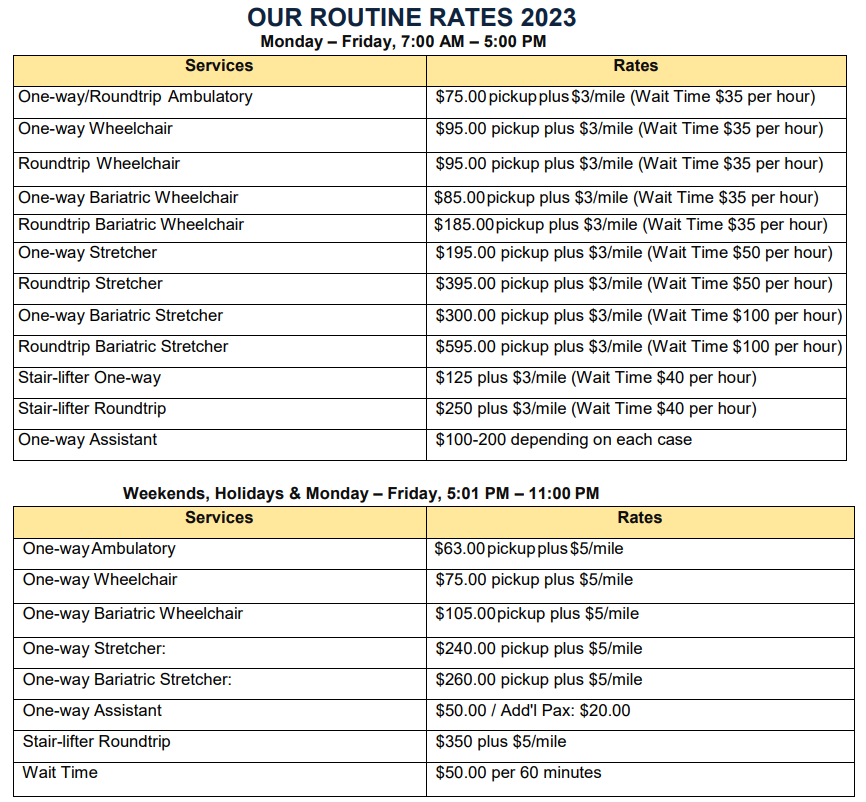 OUR ROUTINE RATES 2023
Monday – Friday, 7:00 AM – 5:00 PM
Services Rates
One-way/Roundtrip Ambulatory $75.00 pickup plus $3/mile (Wait Time $35 per hour)
One-way Wheelchair $95.00 pickup plus $3/mile (Wait Time $35 per hour)
Roundtrip Wheelchair $95.00 pickup plus $3/mile (Wait Time $35 per hour)
One-way Bariatric Wheelchair $85.00 pickup plus $3/mile (Wait Time $35 per hour)
Roundtrip Bariatric Wheelchair $185.00 pickup plus $3/mile (Wait Time $35 per hour)
One-way Stretcher $195.00 pickup plus $3/mile (Wait Time $50 per hour)
Roundtrip Stretcher $395.00 pickup plus $3/mile (Wait Time $50 per hour)
One-way Bariatric Stretcher $300.00 pickup plus $3/mile (Wait Time $100 per hour)
Roundtrip Bariatric Stretcher $595.00 pickup plus $3/mile (Wait Time $100 per hour)
Stair-lifter One-way $125 plus $3/mile (Wait Time $40 per hour)
Stair-lifter Roundtrip $250 plus $3/mile (Wait Time $40 per hour)
One-way Assistant $100-200 depending on each case
Weekends, Holidays & Monday – Friday, 5:01 PM – 11:00 PM
Services Rates
One-way Ambulatory $63.00 pickup plus $5/mile
One-way Wheelchair $75.00 pickup plus $5/mile
One-way Bariatric Wheelchair $105.00 pickup plus $5/mile
One-way Stretcher: $240.00 pickup plus $5/mile
One-way Bariatric Stretcher: $260.00 pickup plus $5/mile
One-way Assistant $50.00 / Add'l Pax: $20.00
Stair-lifter Roundtrip $350 plus $5/mile
Wait Time $50.00 per 60 minutes